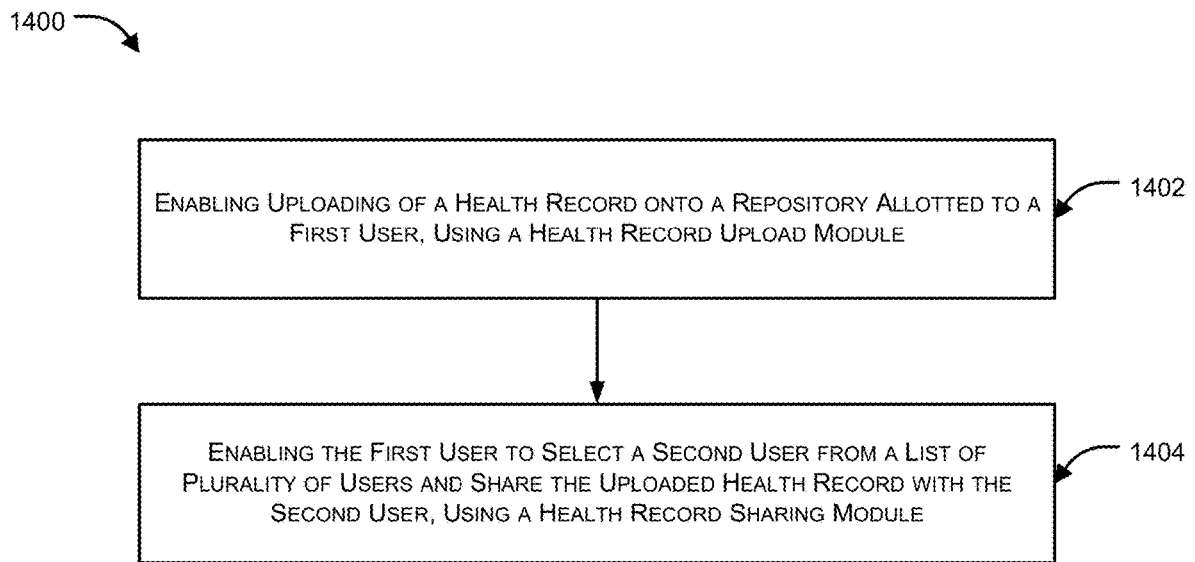 1400
ENABLING UPLOADING OF A HEALTH RECORD ONTO A REPOSITORY ALLOTTED TO A
FIRST USER, USING A HEALTH RECORD UPLOAD MODULE
1402
ENABLING THE FIRST USER TO SELECT A SECOND USER FROM A LIST OF
PLURALITY OF USERS AND SHARE THE UPLOADED HEALTH RECORD WITH THE
SECOND USER, USING A HEALTH RECORD SHARING MODULE
1404